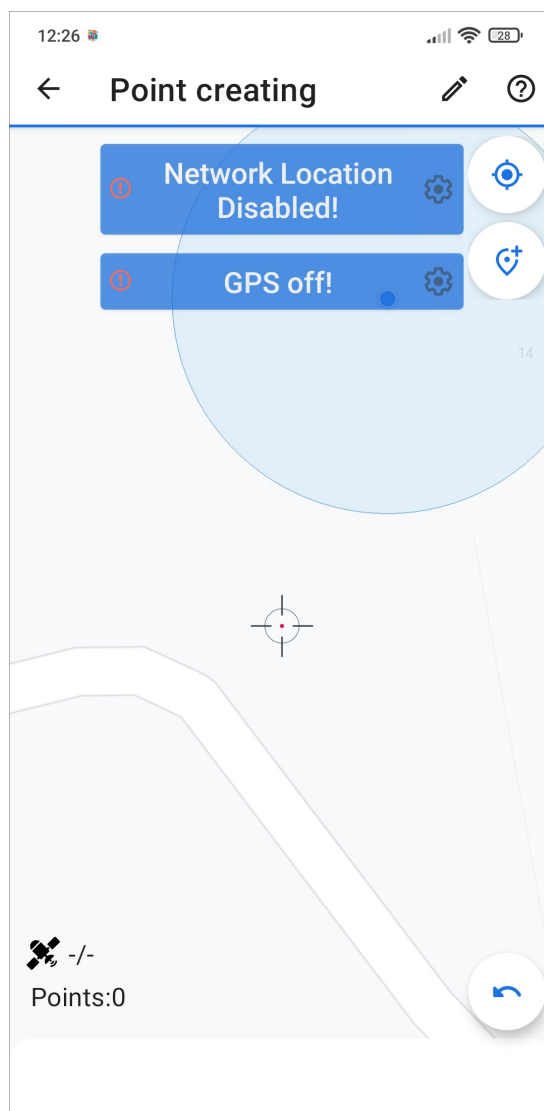 12:26
28
Point creating
Network Location
Disabled!
GPS off!
14
-/-
Points:0